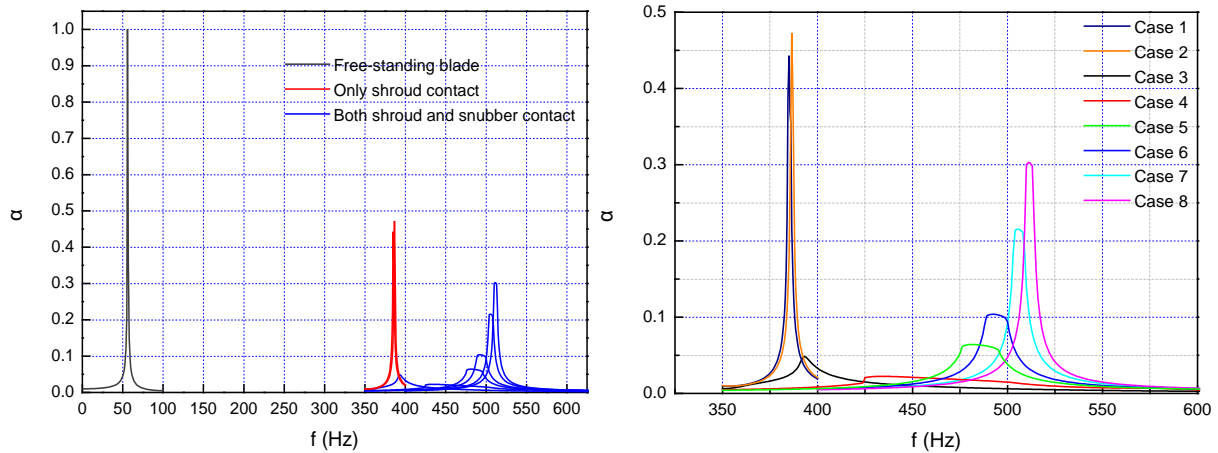 1.0
0.9
0.8
0.7
0.6
0.5
0.4
0.3
0.2
0.1
0.0
α
Free-standing blade
Only shroud contact
Both shroud and snubber contact
0 50 100 150 200 250 300 350 400 450 500 550 600
f (Hz)
0.5
0.4
0.3
0.2
0.1
0.0
α
Case 1
Case 2
Case 3
Case 4
Case 5
Case 6
Case 7
Case 8
350 400 450 500 550 600
f (Hz)